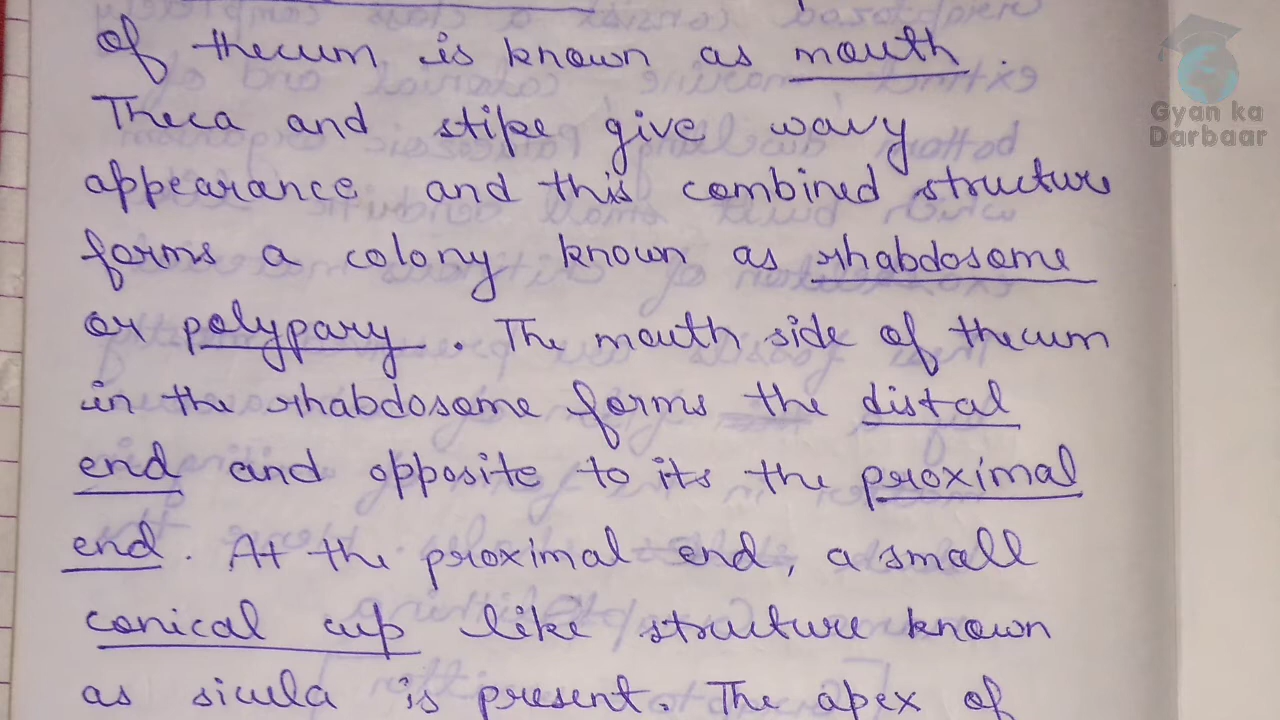 of thecum is known as mouth.
Theca and stipe give wavy
appearance and this combined structure
forms a colony known as rhabdosome
or polypary. The mouth side of thecum
in the rhabdosome forms the distal
end and opposite to its the proximal
end. At the proximal end, a small
conical cup like structure known
as sicula is present. The apex of
Gyan ka
Darbaar